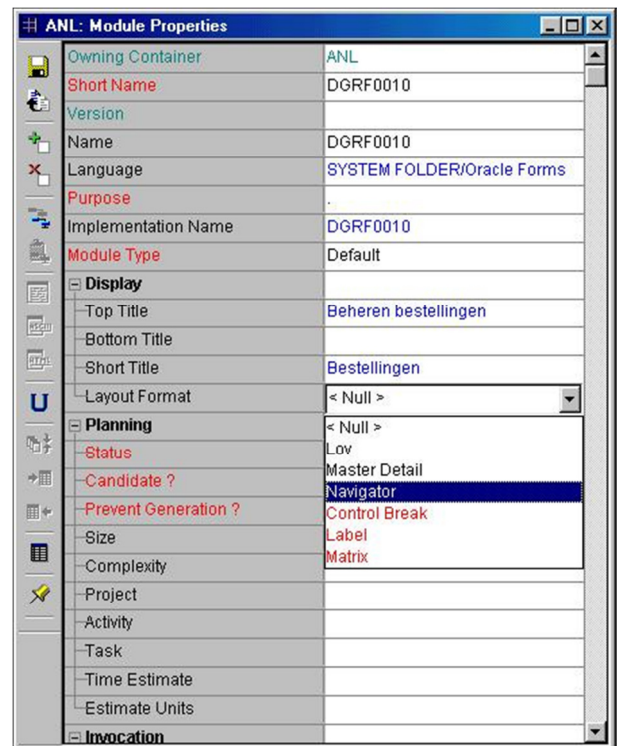 ANL: Module Properties
Owning Container ANL
Short Name DGRF0010
Version
Name DGRF0010
Language SYSTEM FOLDER/Oracle Forms
Purpose .
Implementation Name DGRF0010
Module Type Default
Display
Top Title Beheren bestellingen
Bottom Title
Short Title Bestellingen
Layout Format < Null >
Planning < Null >
Status Lov
Candidate ? Master Detail
Navigator
Prevent Generation ? Control Break
Size Label
Complexity Matrix
Project
Activity
Task
Time Estimate
Estimate Units
Invocation
ASCII
HTML
U